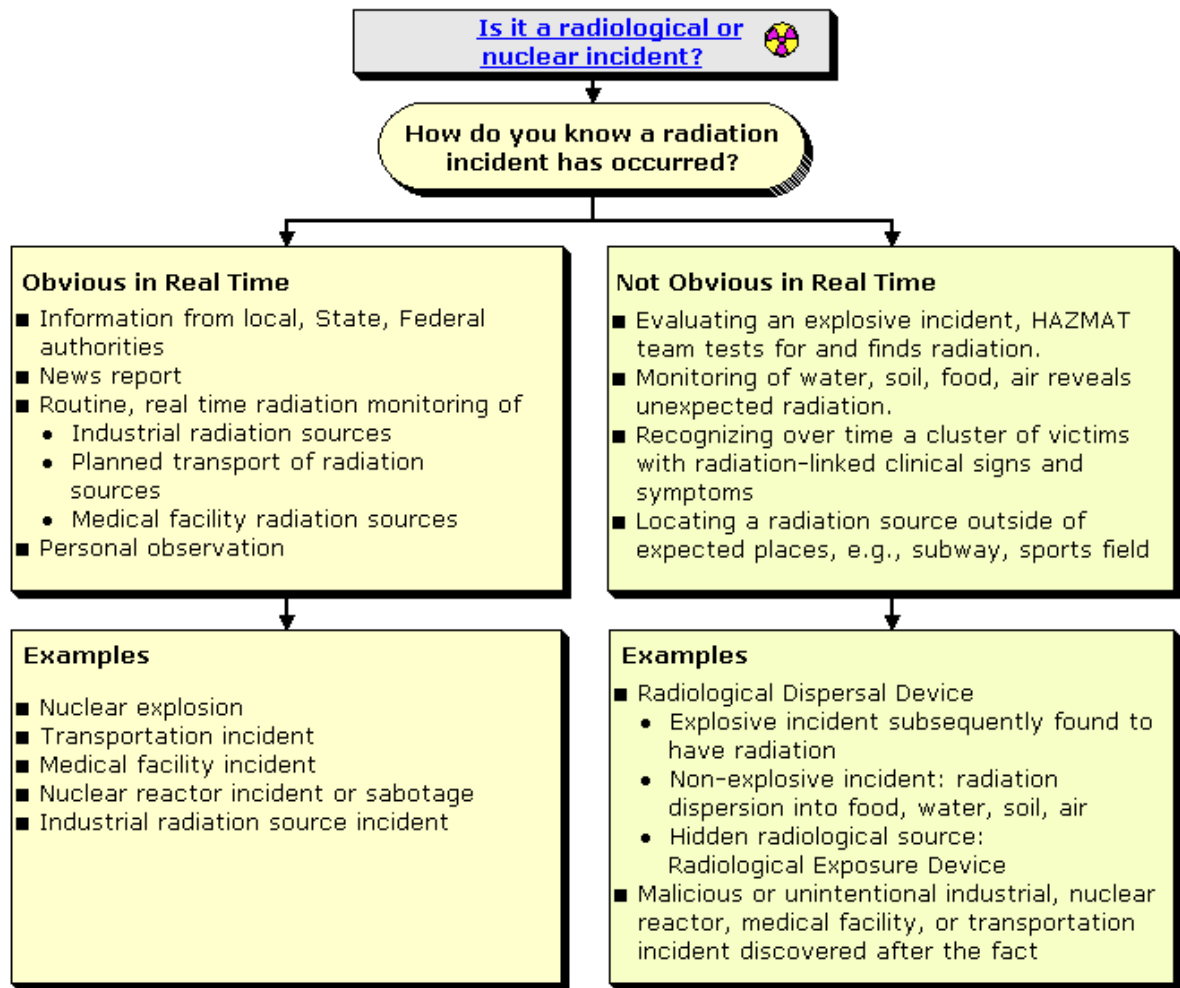 Is it a radiological or
nuclear incident?
How do you know a radiation
incident has occurred?
Obvious in Real Time
■ Information from local, State, Federal
authorities
■ News report
■ Routine, real time radiation monitoring of
• Industrial radiation sources
• Planned transport of radiation
sources
• Medical facility radiation sources
■ Personal observation
Not Obvious in Real Time
■ Evaluating an explosive incident, HAZMAT
team tests for and finds radiation.
■ Monitoring of water, soil, food, air reveals
unexpected radiation.
■ Recognizing over time a cluster of victims
with radiation-linked clinical signs and
symptoms
■ Locating a radiation source outside of
expected places, e.g., subway, sports field
Examples
■ Nuclear explosion
■ Transportation incident
■ Medical facility incident
■ Nuclear reactor incident or sabotage
■ Industrial radiation source incident
Examples
■ Radiological Dispersal Device
• Explosive incident subsequently found to
have radiation
• Non-explosive incident: radiation
dispersion into food, water, soil, air
• Hidden radiological source:
Radiological Exposure Device
■ Malicious or unintentional industrial, nuclear
reactor, medical facility, or transportation
incident discovered after the fact